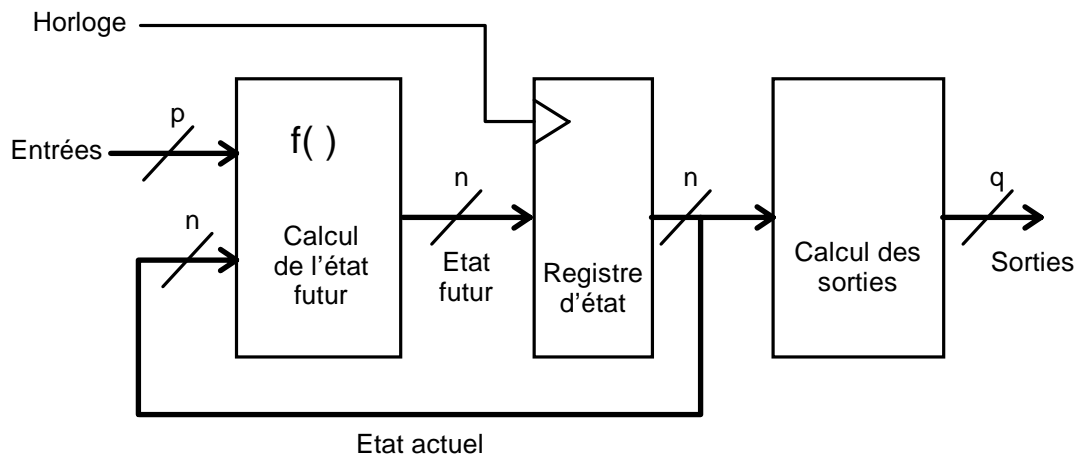 Horloge
p
Entrées
f( )
n
Calcul
de l’état
futur
n
Etat
futur
Registre
d’état
n
Calcul des
sorties
q
Sorties
Etat actuel